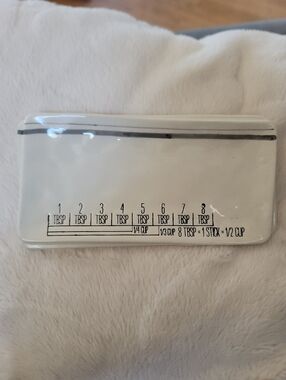 1 2 3 4 5 6 7 8
TBSP TBSP TBSP TBSP TBSP TBSP TBSP TBSP
1/4 CUP 1/3 CUP 8 TBSP = 1 STICK = 1/2 CUP